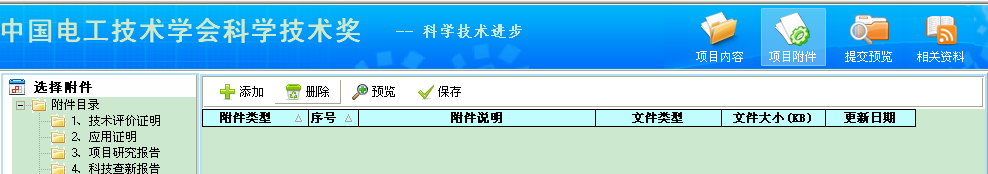 中国电工技术学会科学技术奖
-- 科学技术进步
项目内容
项目附件
提交预览
相关资料
选择附件
附件目录
1、技术评价证明
2、应用证明
3、项目研究报告
4、科技查新报告
添加 删除 预览 保存
附件类型 序号 附件说明 文件类型 文件大小(KB) 更新日期